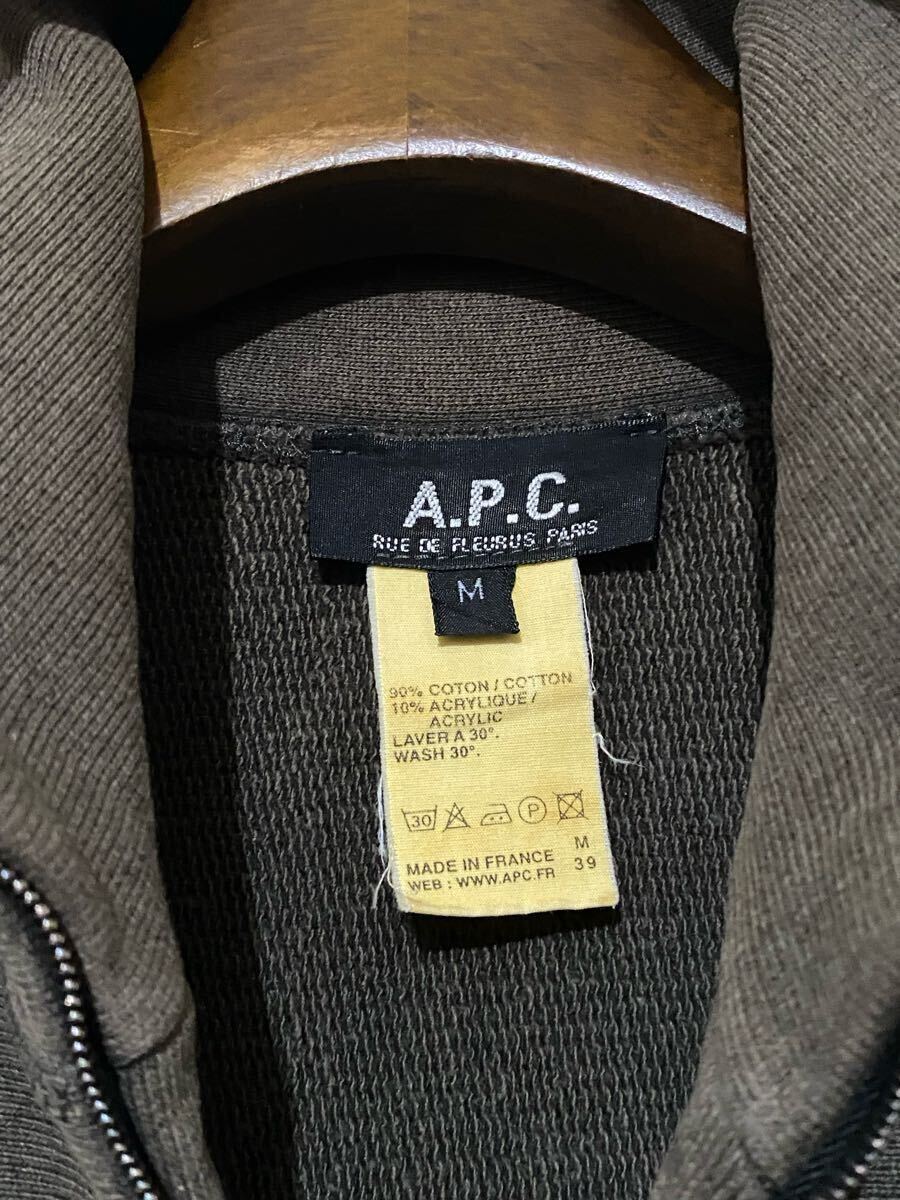 A.P.C.
RUE DE FLEURUS PARIS
M
90% COTON / COTTON
10% ACRYLIQUE /
ACRYLIC
LAVER A 30°.
WASH 30°.
30 P
MADE IN FRANCE M
WEB : WWW.APC.FR 39